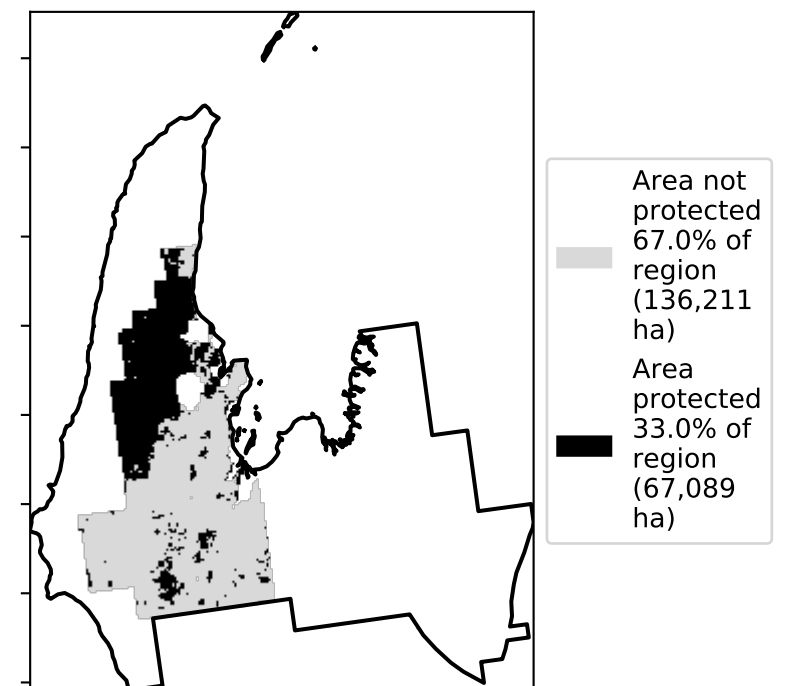 Area not
protected
67.0% of
region
(136,211
ha)
Area
protected
33.0% of
region
(67,089
ha)